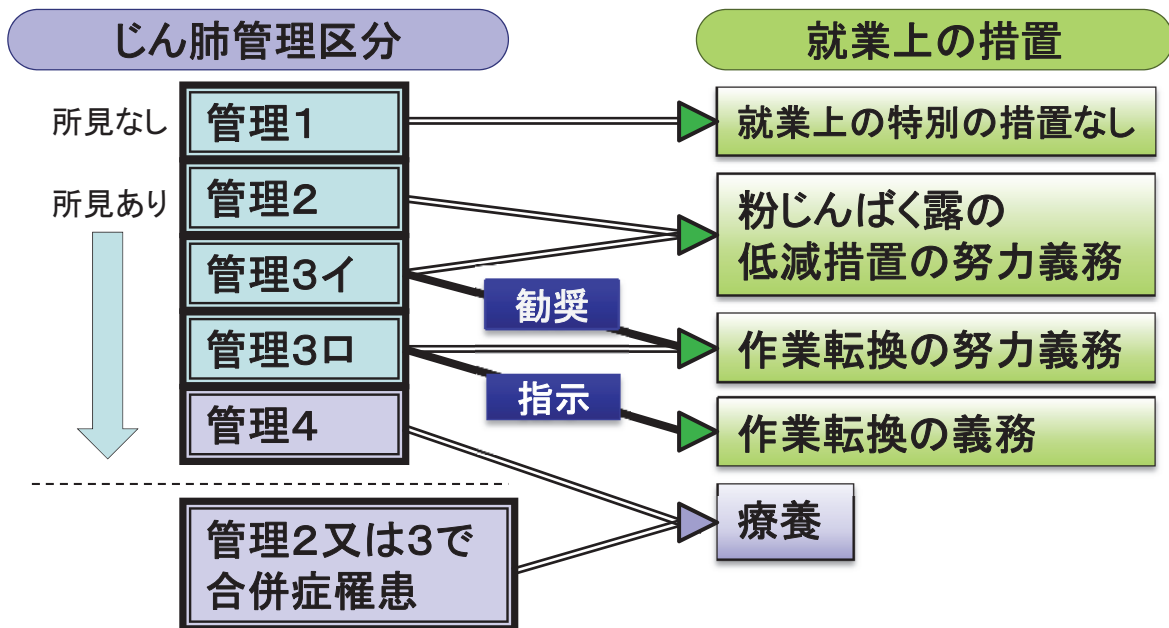 じん肺管理区分
就業上の措置
所見なし
管理1
就業上の特別の措置なし
所見あり
管理2
粉じんばく露の
低減措置の努力義務
管理3イ
勧奨
管理3ロ
作業転換の努力義務
指示
管理4
作業転換の義務
療養
管理2又は3で
合併症罹患